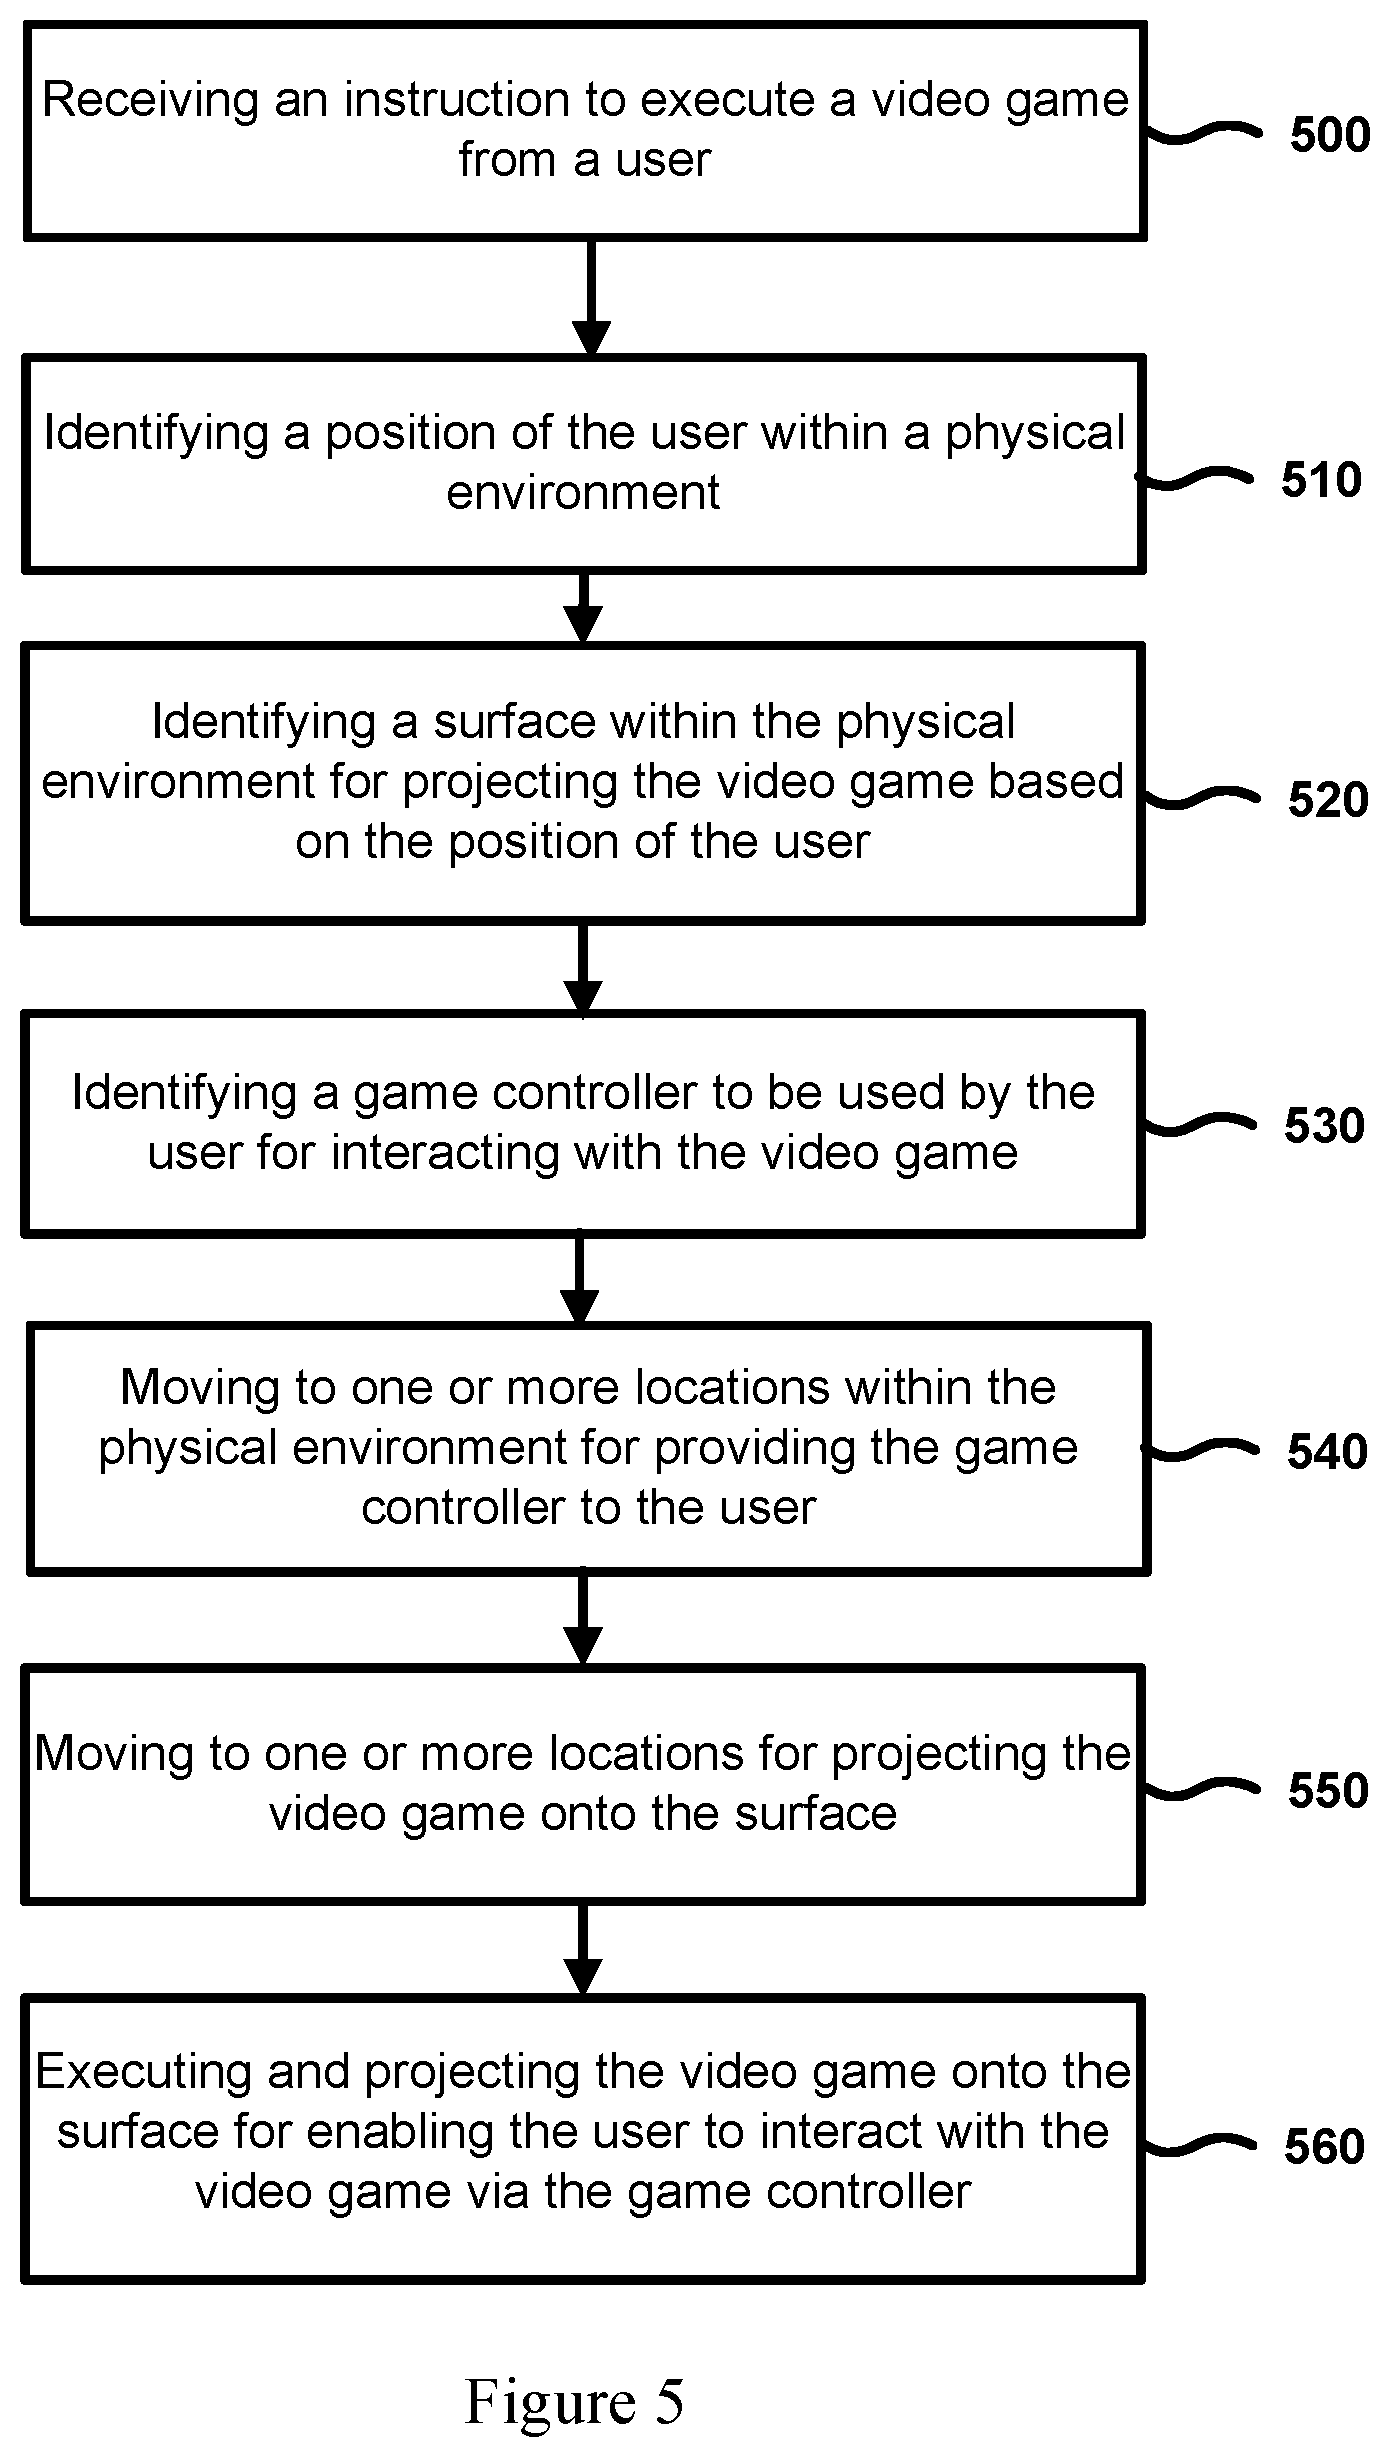 Receiving an instruction to execute a video game
from a user
500
Identifying a position of the user within a physical
environment
510
Identifying a surface within the physical
environment for projecting the video game based
on the position of the user
520
Identifying a game controller to be used by the
user for interacting with the video game
530
Moving to one or more locations within the
physical environment for providing the game
controller to the user
540
Moving to one or more locations for projecting the
video game onto the surface
550
Executing and projecting the video game onto the
surface for enabling the user to interact with the
video game via the game controller
560
Figure 5